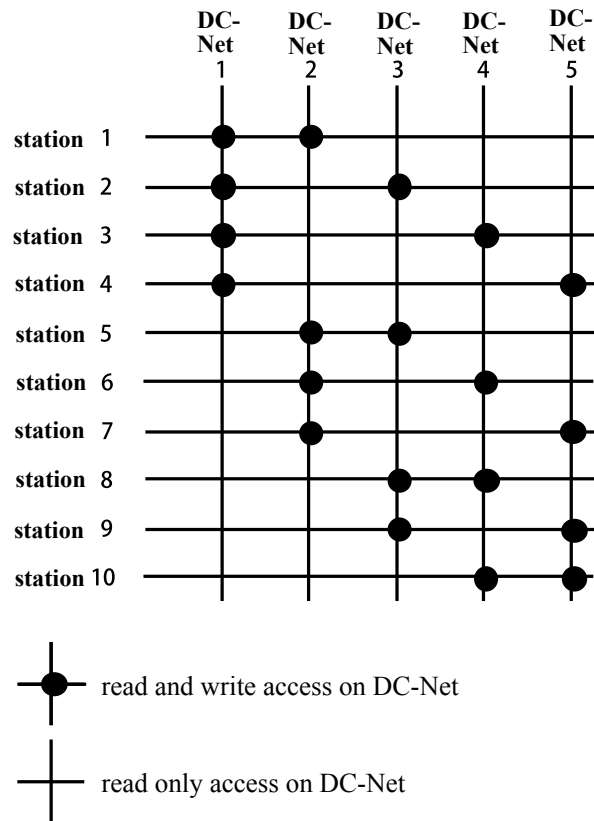 DC-
Net
1
DC-
Net
2
DC-
Net
3
DC-
Net
4
DC-
Net
5
station 1
station 2
station 3
station 4
station 5
station 6
station 7
station 8
station 9
station 10
read and write access on DC-Net
read only access on DC-Net